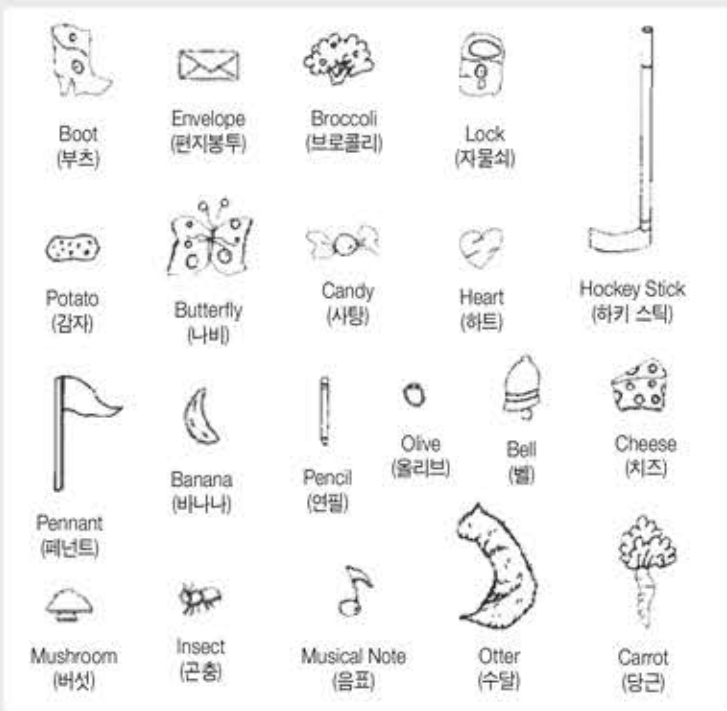 Boot
(부츠)
Envelope
(편지봉투)
Broccoli
(브로콜리)
Lock
(자물쇠)
Potato
(감자)
Butterfly
(나비)
Candy
(사탕)
Heart
(하트)
Hockey Stick
(하키 스틱)
Pennant
(페넌트)
Banana
(바나나)
Pencil
(연필)
Olive
(올리브)
Bell
(벨)
Cheese
(치즈)
Mushroom
(버섯)
Insect
(곤충)
Musical Note
(음표)
Otter
(수달)
Carrot
(당근)